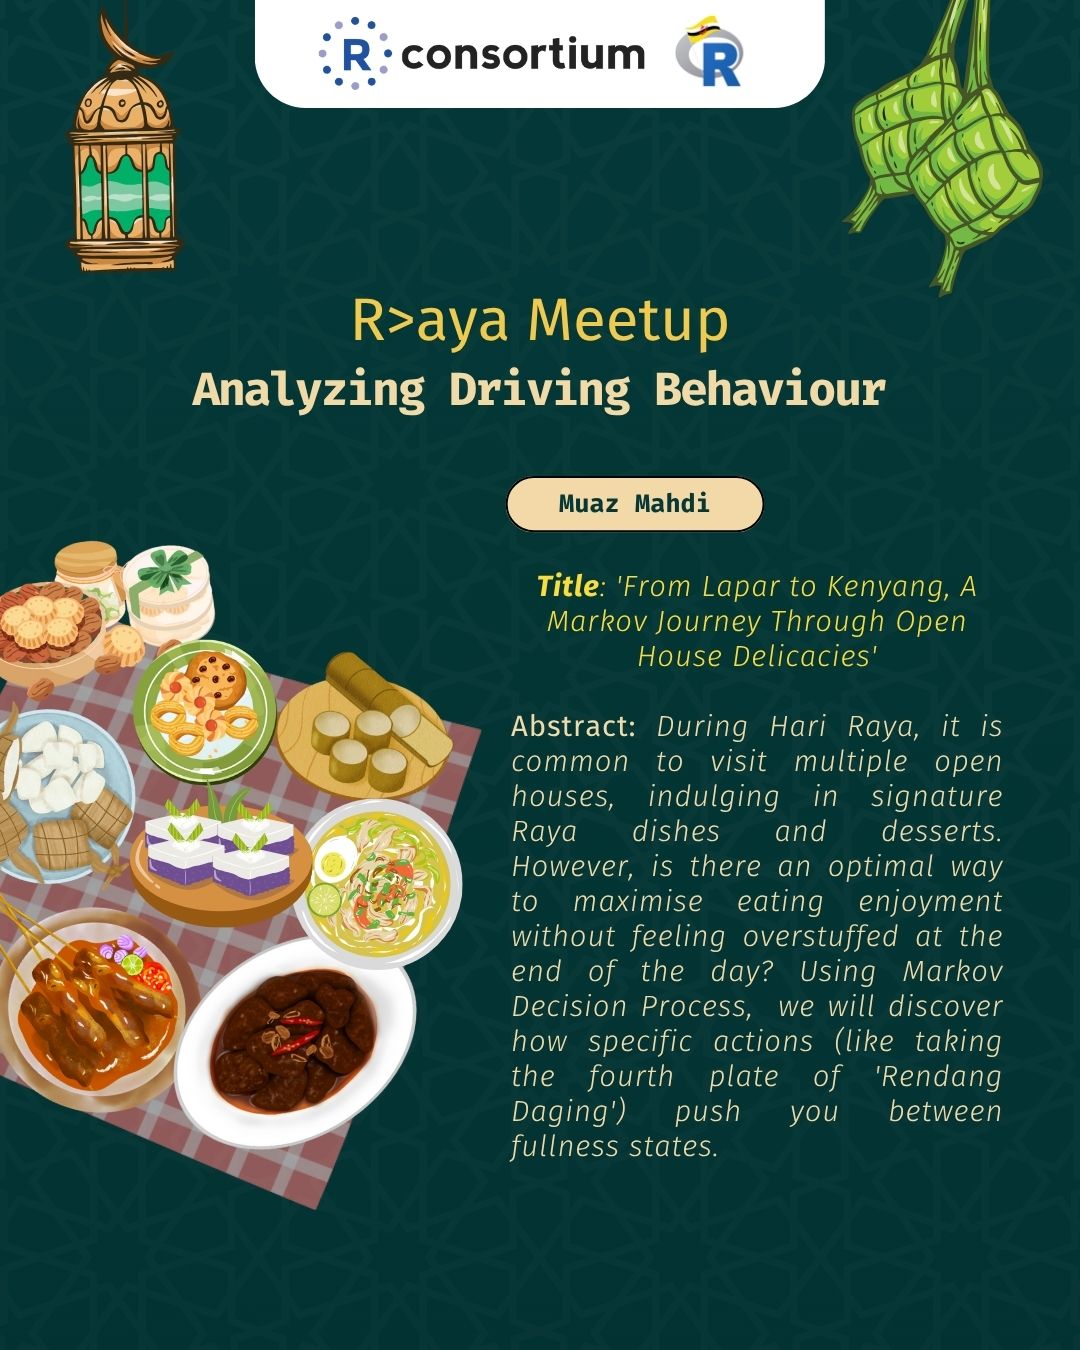 R consortium R
R>aya Meetup
Analyzing Driving Behaviour
Muaz Mahdi
Title: 'From Lapar to Kenyang, A
Markov Journey Through Open
House Delicacies'
Abstract: During Hari Raya, it is
common to visit multiple open
houses, indulging in signature
Raya dishes and desserts.
However, is there an optimal way
to maximise eating enjoyment
without feeling overstuffed at the
end of the day? Using Markov
Decision Process, we will discover
how specific actions (like taking
the fourth plate of 'Rendang
Daging') push you between
fullness states.